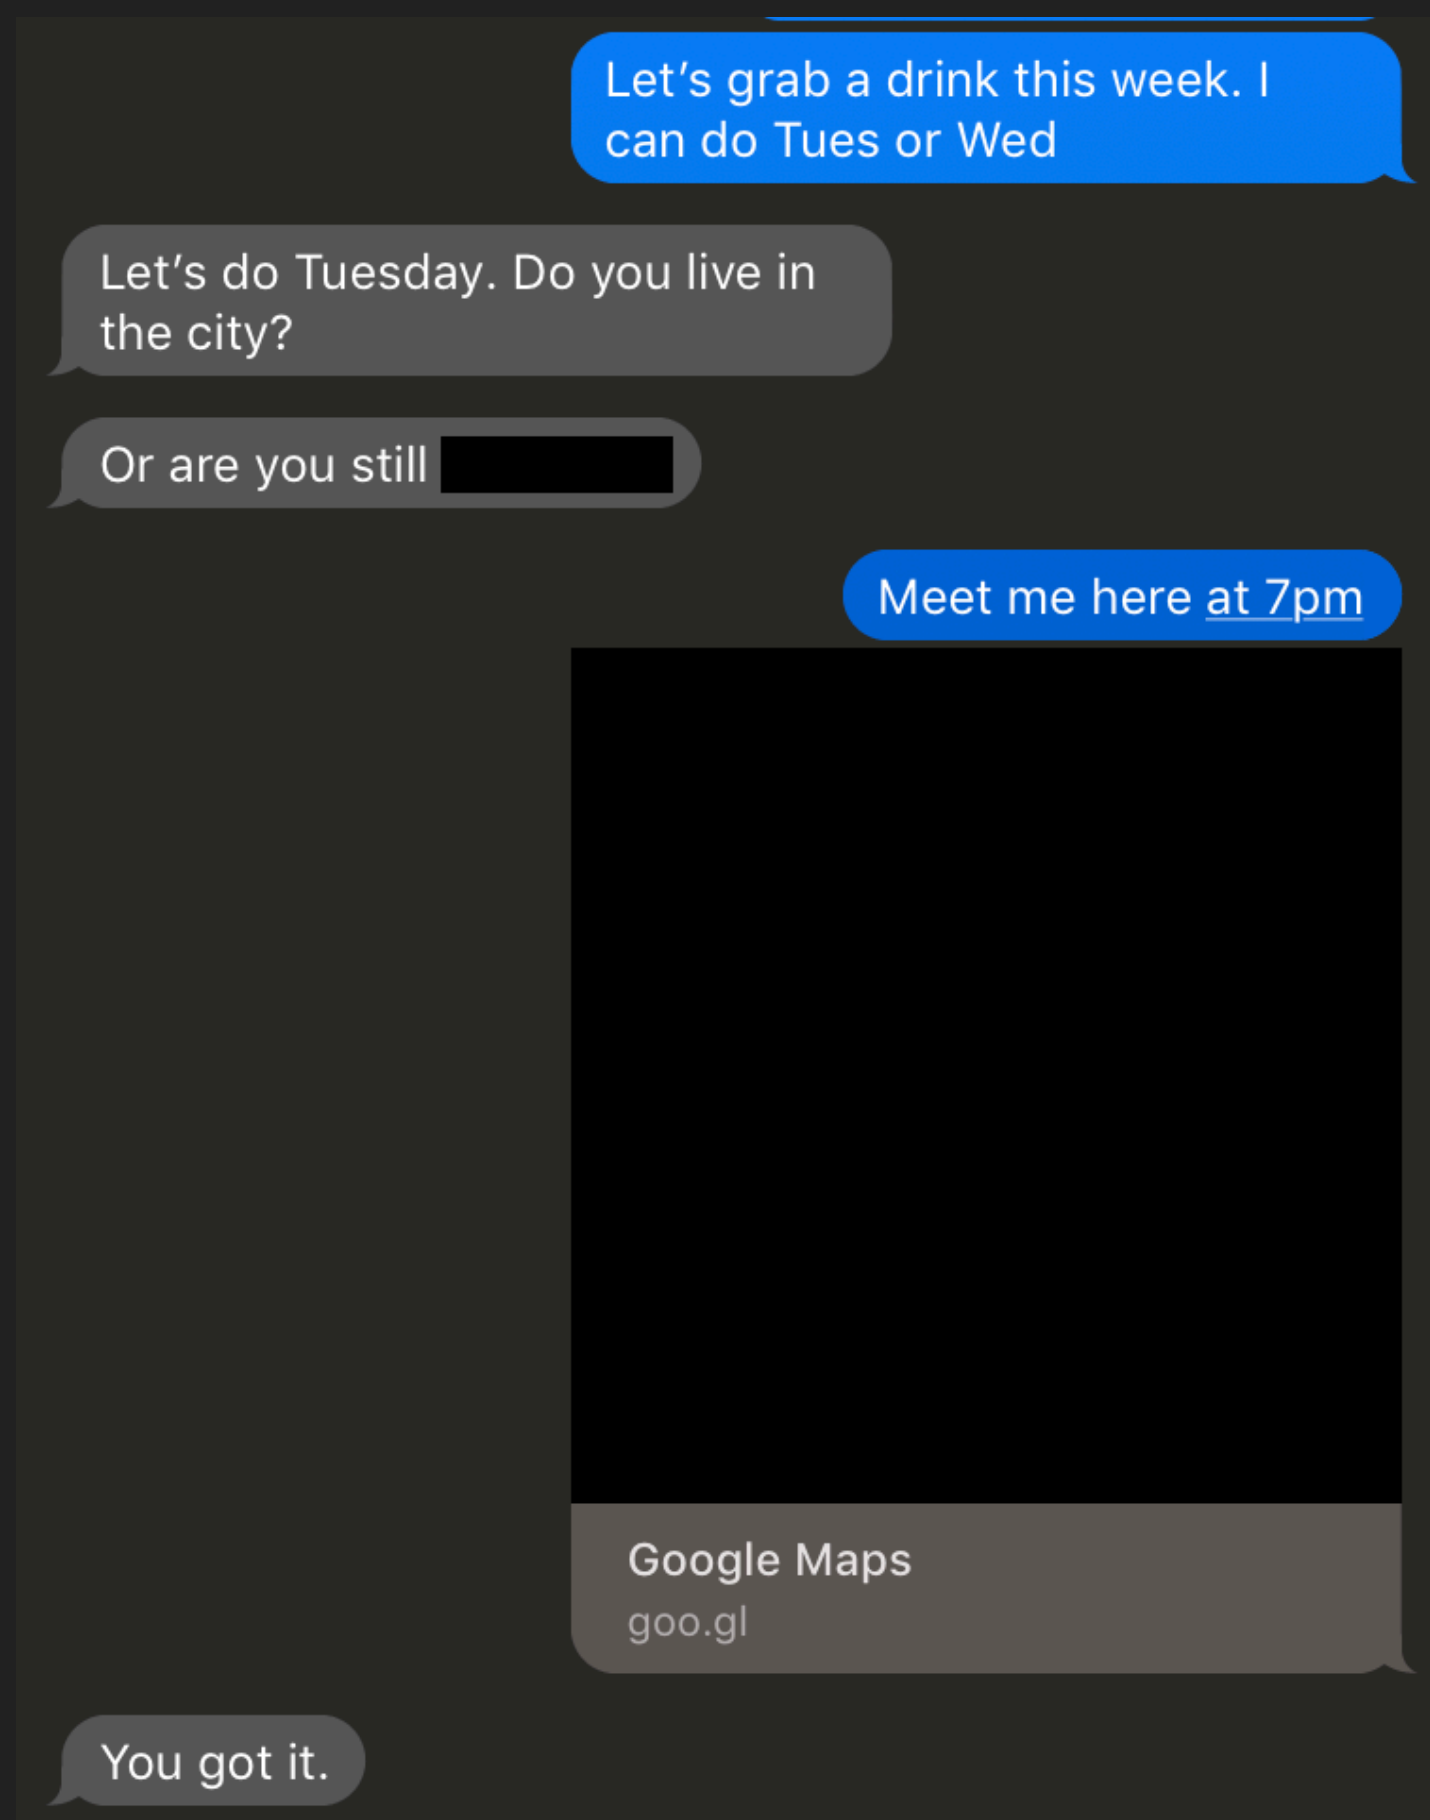 Let’s grab a drink this week. I
can do Tues or Wed
Let’s do Tuesday. Do you live in
the city?
Or are you still
Meet me here at 7pm
Google Maps
goo.gl
You got it.